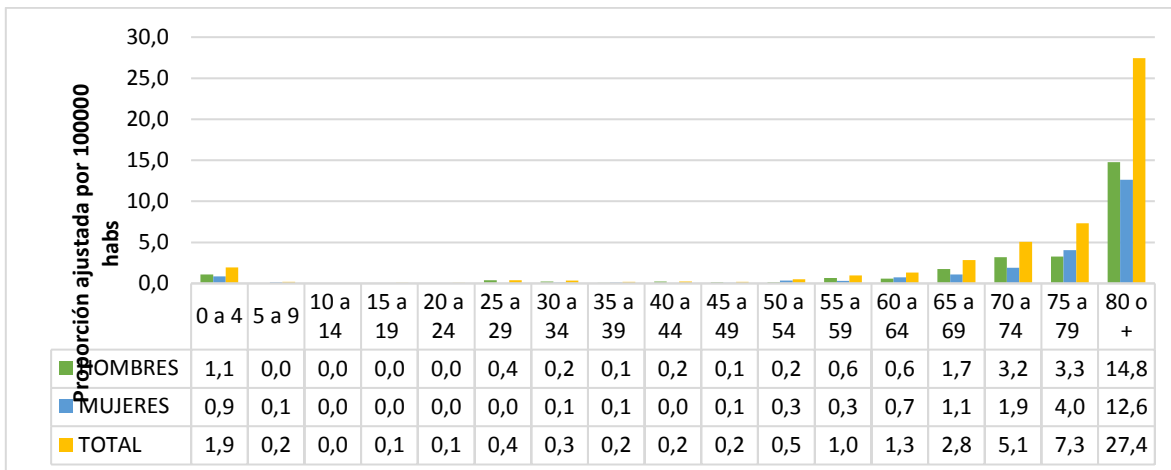 Proporción ajustada por 100000
habs
30,0
25,0
20,0
15,0
10,0
5,0
0,0
0 a 4 5 a 9 10 a 14 15 a 19 20 a 24 25 a 29 30 a 34 35 a 39 40 a 44 45 a 49 50 a 54 55 a 59 60 a 64 65 a 69 70 a 74 75 a 79 80 o +
HOMBRES 1,1 0,0 0,0 0,0 0,0 0,4 0,2 0,1 0,2 0,1 0,2 0,6 0,6 1,7 3,2 3,3 14,8
MUJERES 0,9 0,1 0,0 0,0 0,0 0,0 0,1 0,1 0,0 0,1 0,3 0,3 0,7 1,1 1,9 4,0 12,6
TOTAL 1,9 0,2 0,0 0,1 0,1 0,4 0,3 0,2 0,2 0,2 0,5 1,0 1,3 2,8 5,1 7,3 27,4